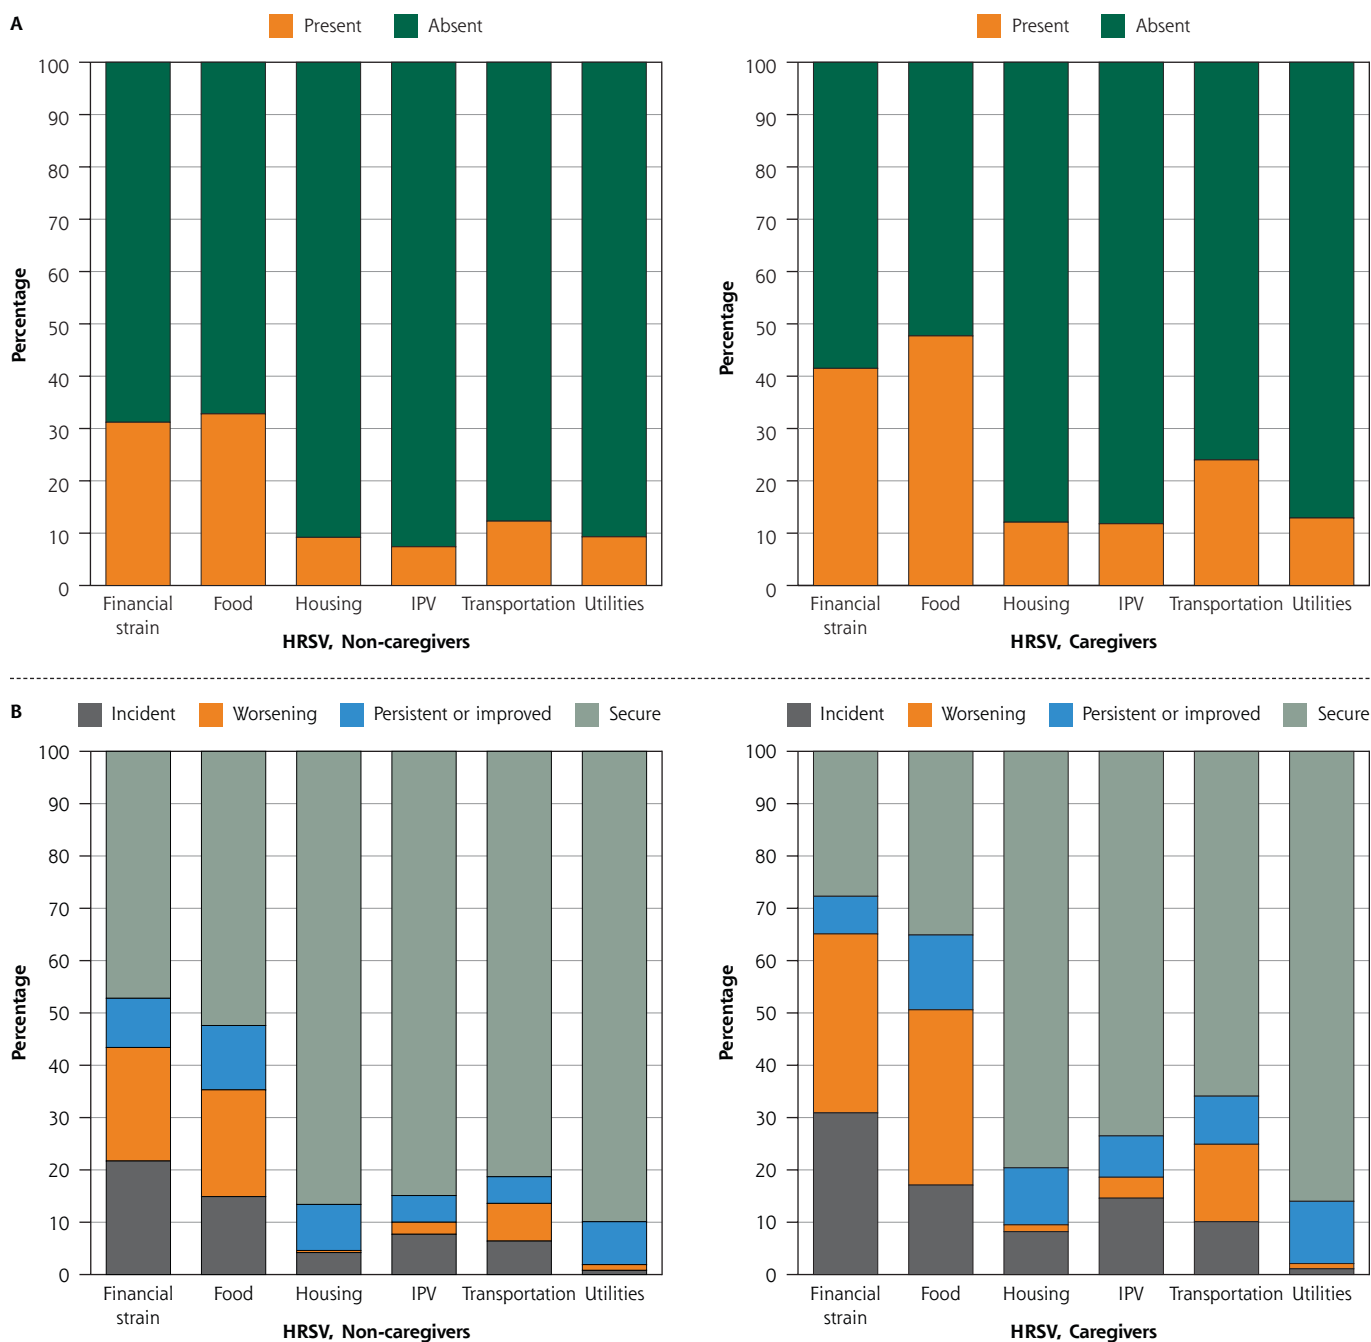 A
Present Absent
Present Absent
Percentage
100
90
80
70
60
50
40
30
20
10
0
Financial strain Food Housing IPV Transportation Utilities
HRSV, Non-caregivers
Percentage
100
90
80
70
60
50
40
30
20
10
0
Financial strain Food Housing IPV Transportation Utilities
HRSV, Caregivers
B
Incident Worsening Persistent or improved Secure
Incident Worsening Persistent or improved Secure
Percentage
100
90
80
70
60
50
40
30
20
10
0
Financial strain Food Housing IPV Transportation Utilities
HRSV, Non-caregivers
Percentage
100
90
80
70
60
50
40
30
20
10
0
Financial strain Food Housing IPV Transportation Utilities
HRSV, Caregivers